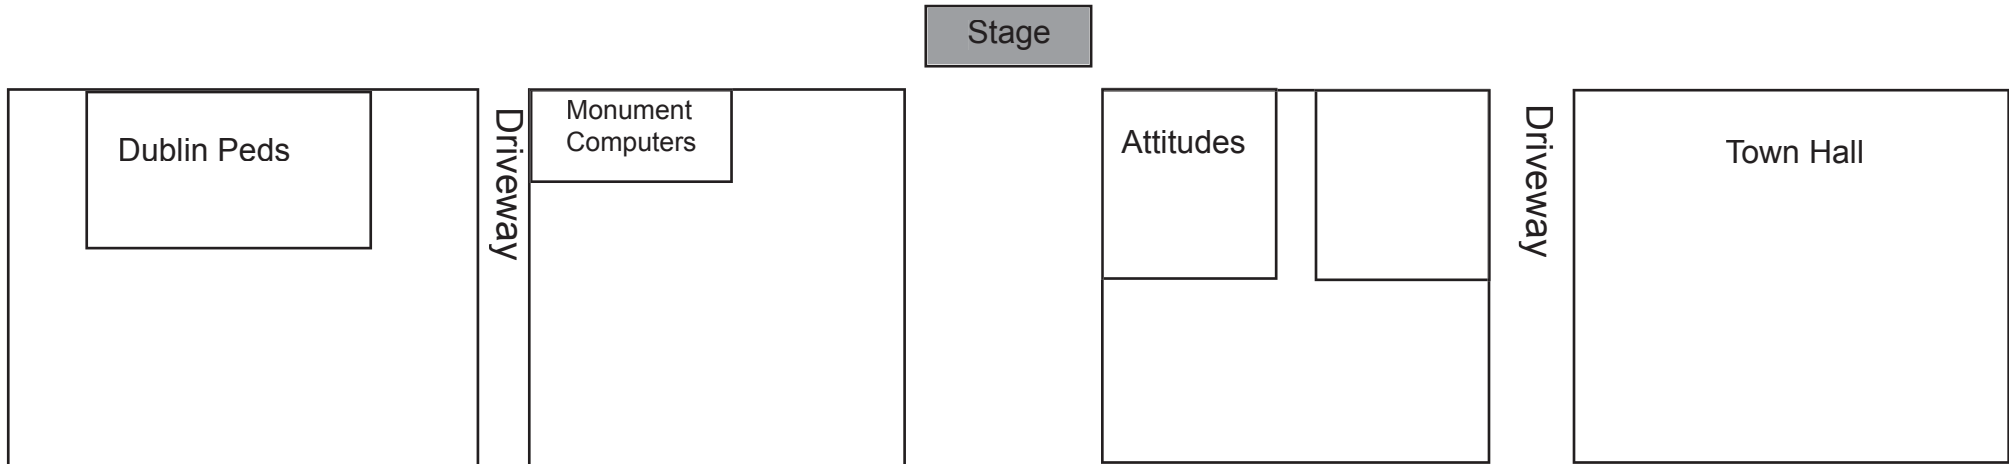 Stage
Dublin Peds
Driveway
Monument
Computers
Attitudes
Driveway
Town Hall